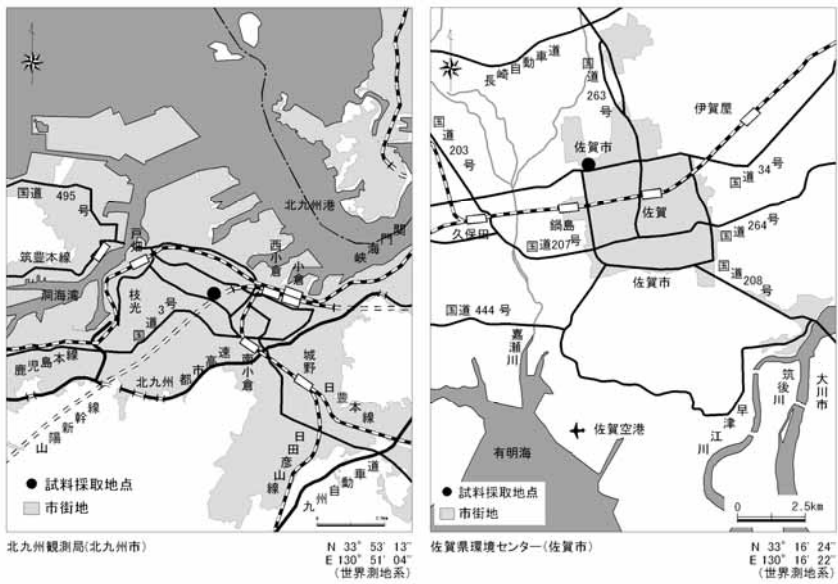 国道 495 号
筑豊本線
戸畑
洞海湾
枝光
国道 3号
鹿児島本線
北九州都市高速
山陽新幹線
北九州港
関門海峡
西小倉
小倉
南小倉
城野
日豊本線
日田彦山線
九州自動車道
● 試料採取地点
市街地
北九州観測局(北九州市)
N 33° 53′ 13″
E 130° 51′ 04″
(世界測地系)
長崎自動車道
国道 263号
伊賀屋
国道 203 号
佐賀市
国道 34号
鍋島
佐賀
久保田
国道207号
国道 264号
国道 208号
佐賀市
国道 444 号
嘉瀬川
筑後川
大川市
早津江川
佐賀空港
有明海
● 試料採取地点
市街地
0 2.5km
佐賀県環境センター(佐賀市)
N 33° 16′ 24″
E 130° 16′ 22″
(世界測地系)